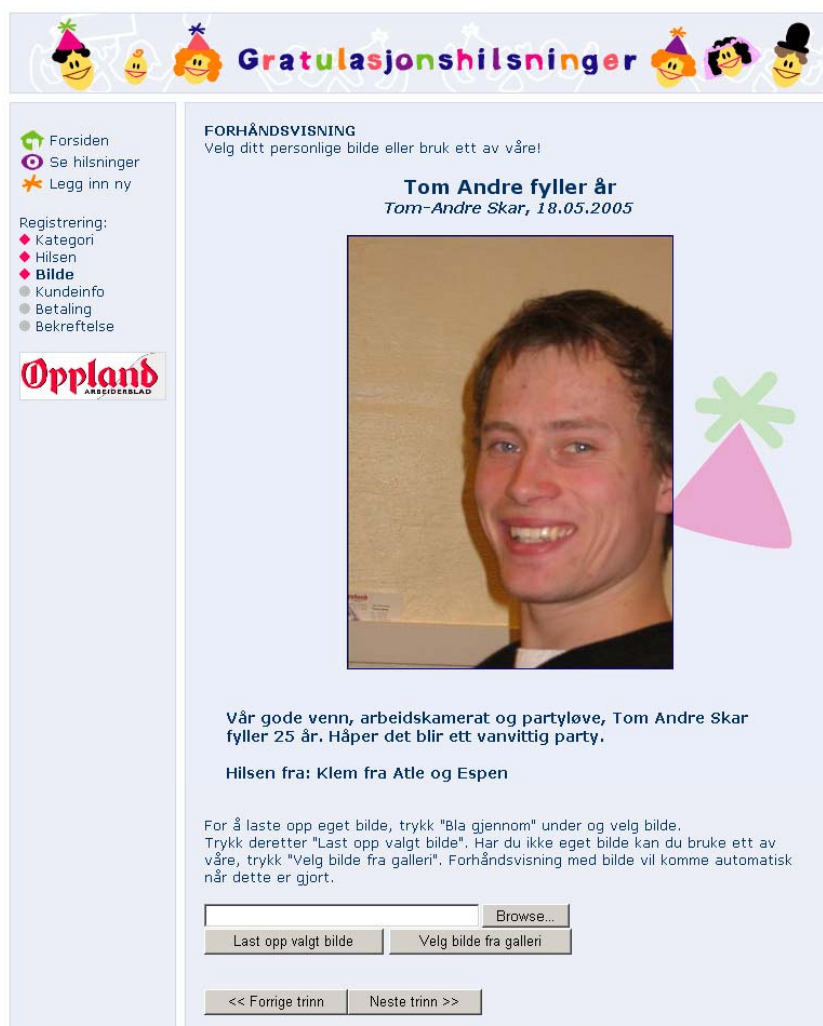 Gratulasjonshilsninger
Forsiden
Se hilsninger
Legg inn ny
Registrering:
Kategori
Hilsen
Bilde
Kundeinfo
Betaling
Bekreftelse
Oppland
ARBEIDERBLAD
FORHÅNDSVISNING
Velg ditt personlige bilde eller bruk ett av våre!
Tom Andre fyller år
Tom-Andre Skar, 18.05.2005
Vår gode venn, arbeidskamerat og partyløve, Tom Andre Skar
fyller 25 år. Håper det blir ett vanvittig party.
Hilsen fra: Klem fra Atle og Espen
For å laste opp eget bilde, trykk "Bla gjennom" under og velg bilde.
Trykk deretter "Last opp valgt bilde". Har du ikke eget bilde kan du bruke ett av
våre, trykk "Velg bilde fra galleri". Forhåndsvisning med bilde vil komme automatisk
når dette er gjort.
Browse...
Last opp valgt bilde Velg bilde fra galleri
<< Forrige trinn Neste trinn >>